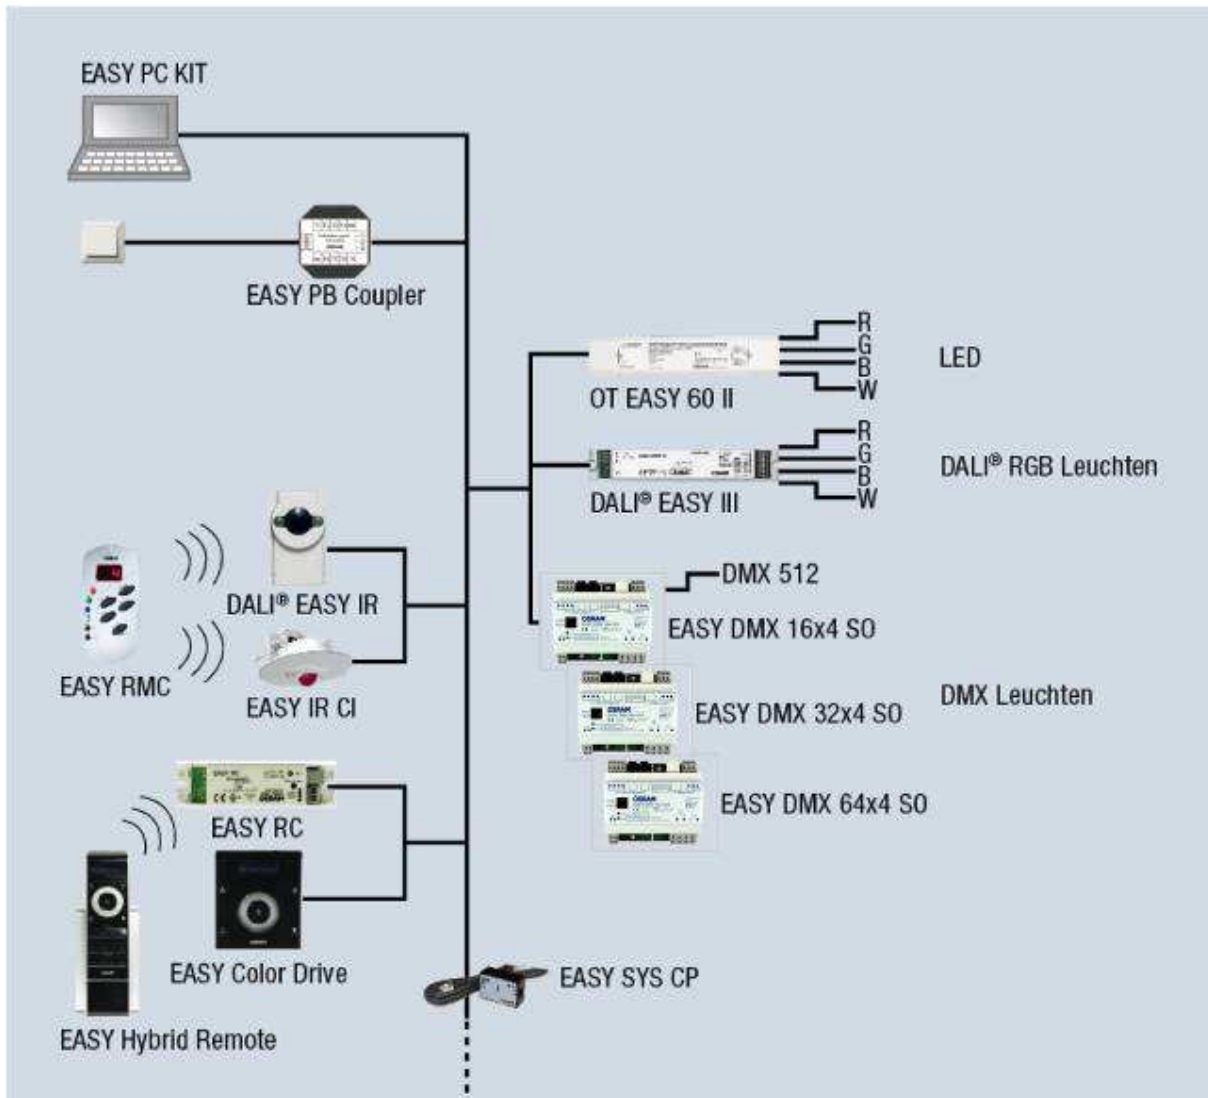 EASY PC KIT
EASY PB Coupler
R
G
B
W
LED
OT EASY 60 II
R
G
B
W
DALI® RGB Leuchten
DALI® EASY III
DMX 512
DALI® EASY IR
EASY DMX 16x4 SO
EASY RMC
EASY IR CI
EASY DMX 32x4 SO
DMX Leuchten
EASY RC
EASY DMX 64x4 SO
EASY Color Drive
EASY SYS CP
EASY Hybrid Remote